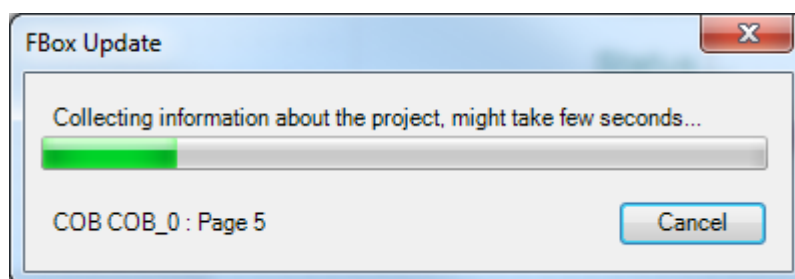 FBox Update
Collecting information about the project, might take few seconds...
COB COB_0 : Page 5
Cancel